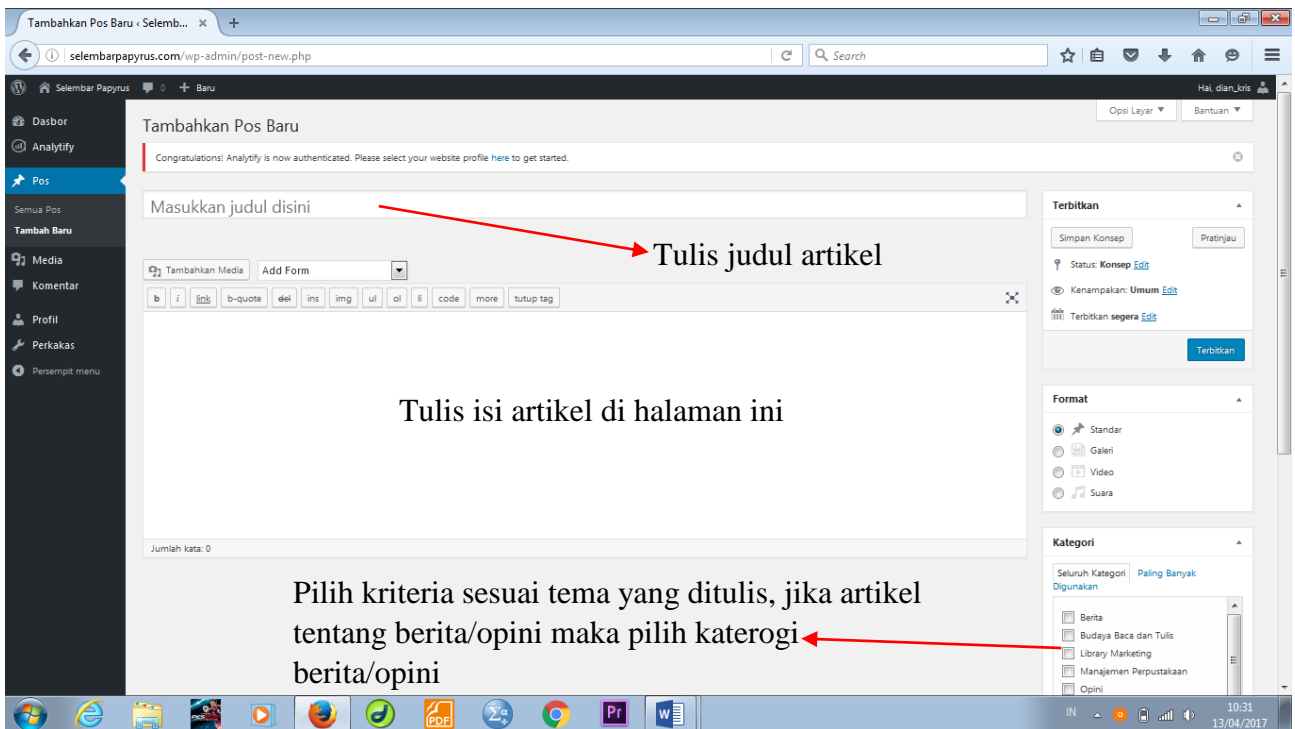 Tambahkan Pos Baru ‹ Selemb...
selembarpapyrus.com/wp-admin/post-new.php
Search
Selembar Papyrus
0
Baru
Hai, dian_kris
Opsi Layar
Bantuan
Dasbor
Analytify
Pos
Semua Pos
Tambah Baru
Media
Komentar
Profil
Perkakas
Persempit menu
Tambahkan Pos Baru
Congratulations! Analytify is now authenticated. Please select your website profile here to get started.
Masukkan judul disini
Tulis judul artikel
Tambahkan Media
Add Form
b i link b-quote del ins img ul ol li code more tutup tag
Tulis isi artikel di halaman ini
Jumlah kata: 0
Pilih kriteria sesuai tema yang ditulis, jika artikel
tentang berita/opini maka pilih katerogi
berita/opini
Terbitkan
Simpan Konsep
Pratinjau
Status: Konsep Edit
Kenampakan: Umum Edit
Terbitkan segera Edit
Terbitkan
Format
Standar
Galeri
Video
Suara
Kategori
Seluruh Kategori
Paling Banyak
Digunakan
Berita
Budaya Baca dan Tulis
Library Marketing
Manajemen Perpustakaan
Opini
PES
PDF
Σα
Pr
W
IN
10:31
13/04/2017